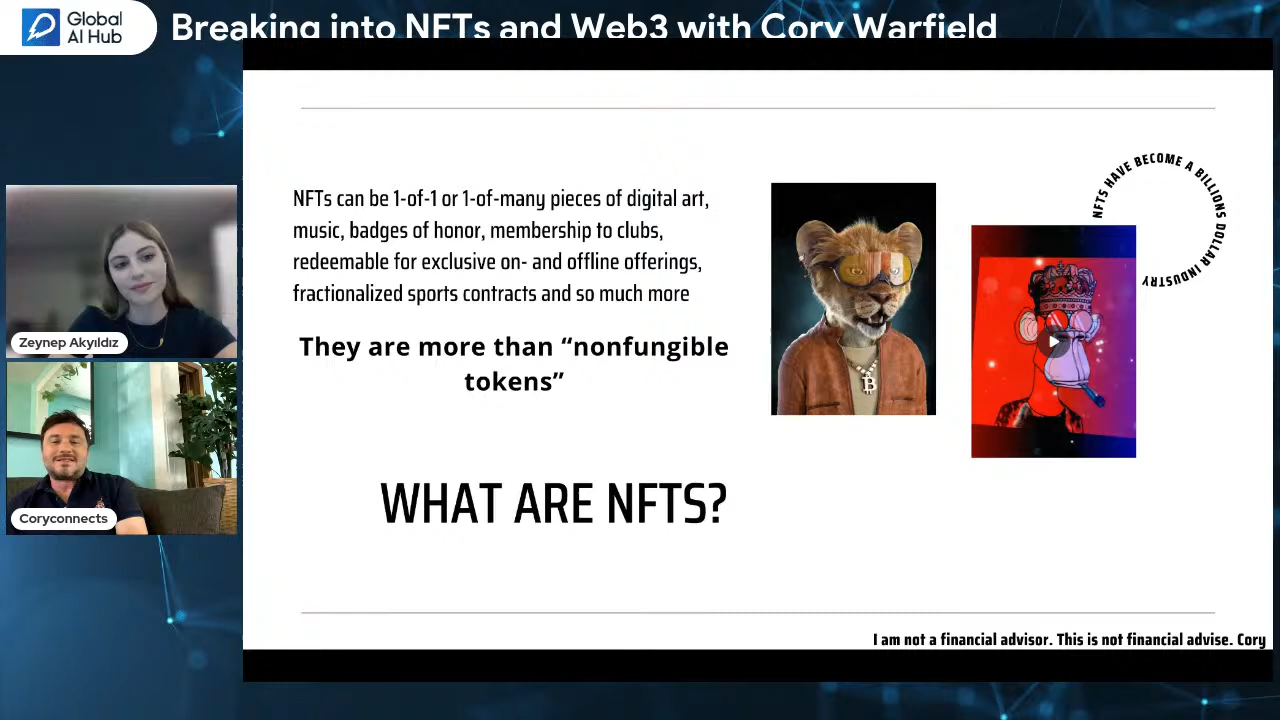 Global
AI Hub
Breaking into NFTs and Web3 with Cory Warfield
NFTs can be 1-of-1 or 1-of-many pieces of digital art,
music, badges of honor, membership to clubs,
redeemable for exclusive on- and offline offerings,
fractionalized sports contracts and so much more
They are more than “nonfungible
tokens”
WHAT ARE NFTS?
NFTS HAVE BECOME A BILLIONS DOLLAR INDUSTRY
Zeynep Akyıldız
Coryconnects
I am not a financial advisor. This is not financial advise. Cory